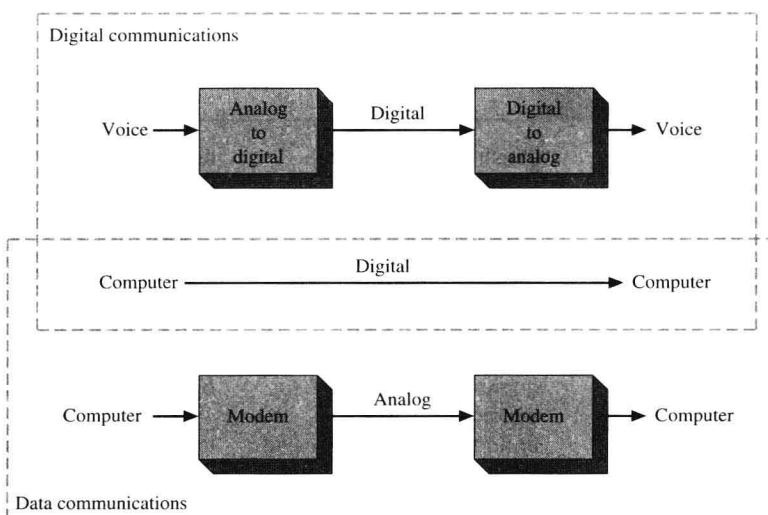 Digital communications
Voice
Analog
to
digital
Digital
Digital
to
analog
Voice
Computer
Digital
Computer
Computer
Modem
Analog
Modem
Computer
Data communications